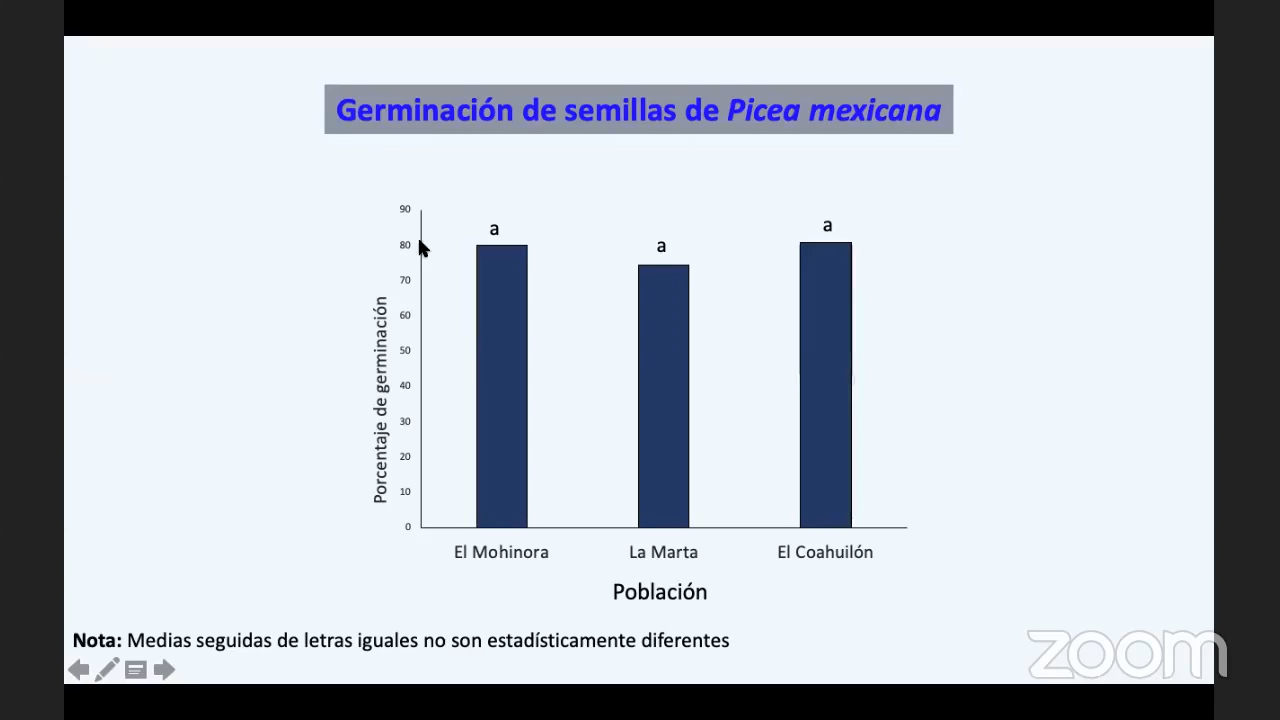 Germinación de semillas de Picea mexicana
90
80
70
60
50
40
30
20
10
0
Porcentaje de germinación
a
a
a
El Mohinora
La Marta
El Coahuilón
Población
Nota: Medias seguidas de letras iguales no son estadísticamente diferentes
zoom